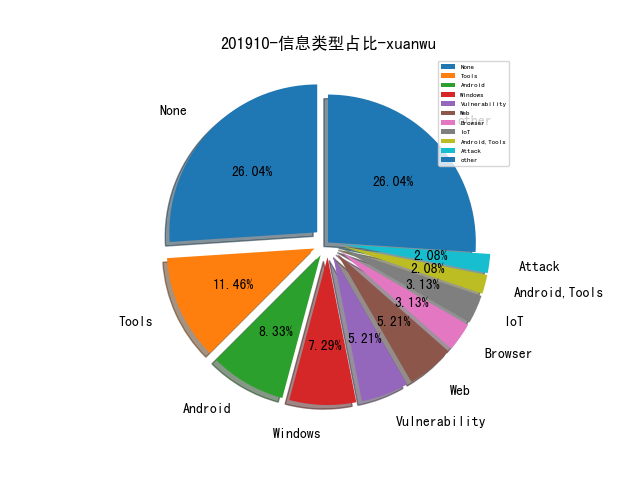 201910-信息类型占比-xuanwu
None
Tools
Android
Windows
Vulnerability
Web
Browser
IoT
Android,Tools
Attack
other
other
None
26.04%
26.04%
2.08%
Attack
2.08%
Android,Tools
3.13%
IoT
11.46%
3.13%
Browser
Tools
8.33%
5.21%
7.29%
5.21%
Web
Android
Vulnerability
Windows